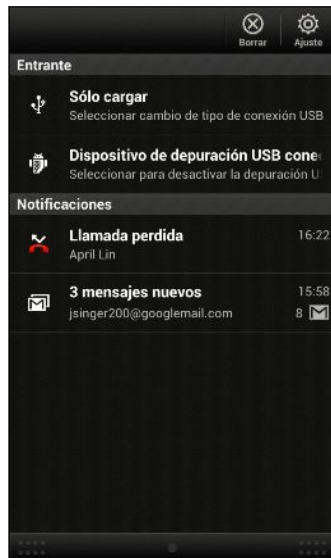 Borrar
Ajuste
Entrante
Sólo cargar
Seleccionar cambio de tipo de conexión USB
Dispositivo de depuración USB cone
Seleccionar para desactivar la depuración U
Notificaciones
Llamada perdida 16:22
April Lin
3 mensajes nuevos 15:58
jsinger200@googlemail.com 8